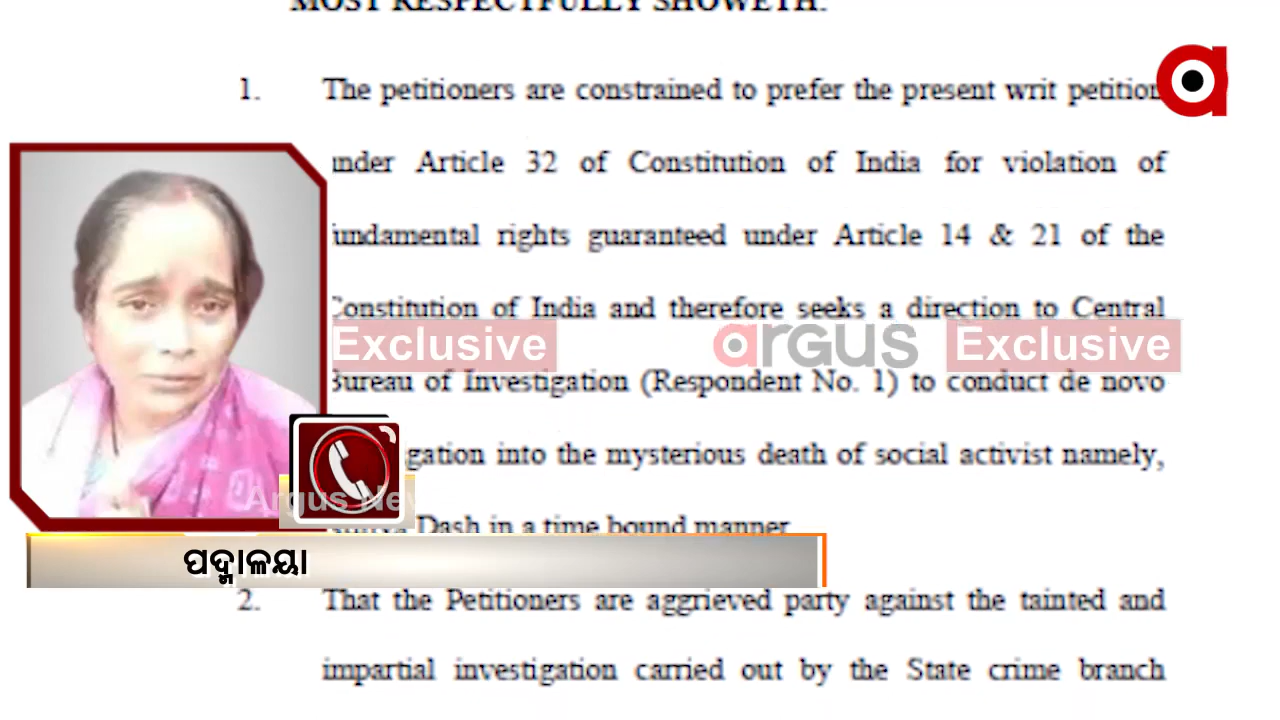 MOST RESPECTFULLY SHOWETH:
1. The petitioners are constrained to prefer the present writ petition
under Article 32 of Constitution of India for violation of
fundamental rights guaranteed under Article 14 & 21 of the
Constitution of India and therefore seeks a direction to Central
Exclusive argus Exclusive
Bureau of Investigation (Respondent No. 1) to conduct de novo
gation into the mysterious death of social activist namely,
Argus New
Dash in a time bound manner
ପଦ୍ମାଳୟା
2. That the Petitioners are aggrieved party against the tainted and
impartial investigation carried out by the State crime branch